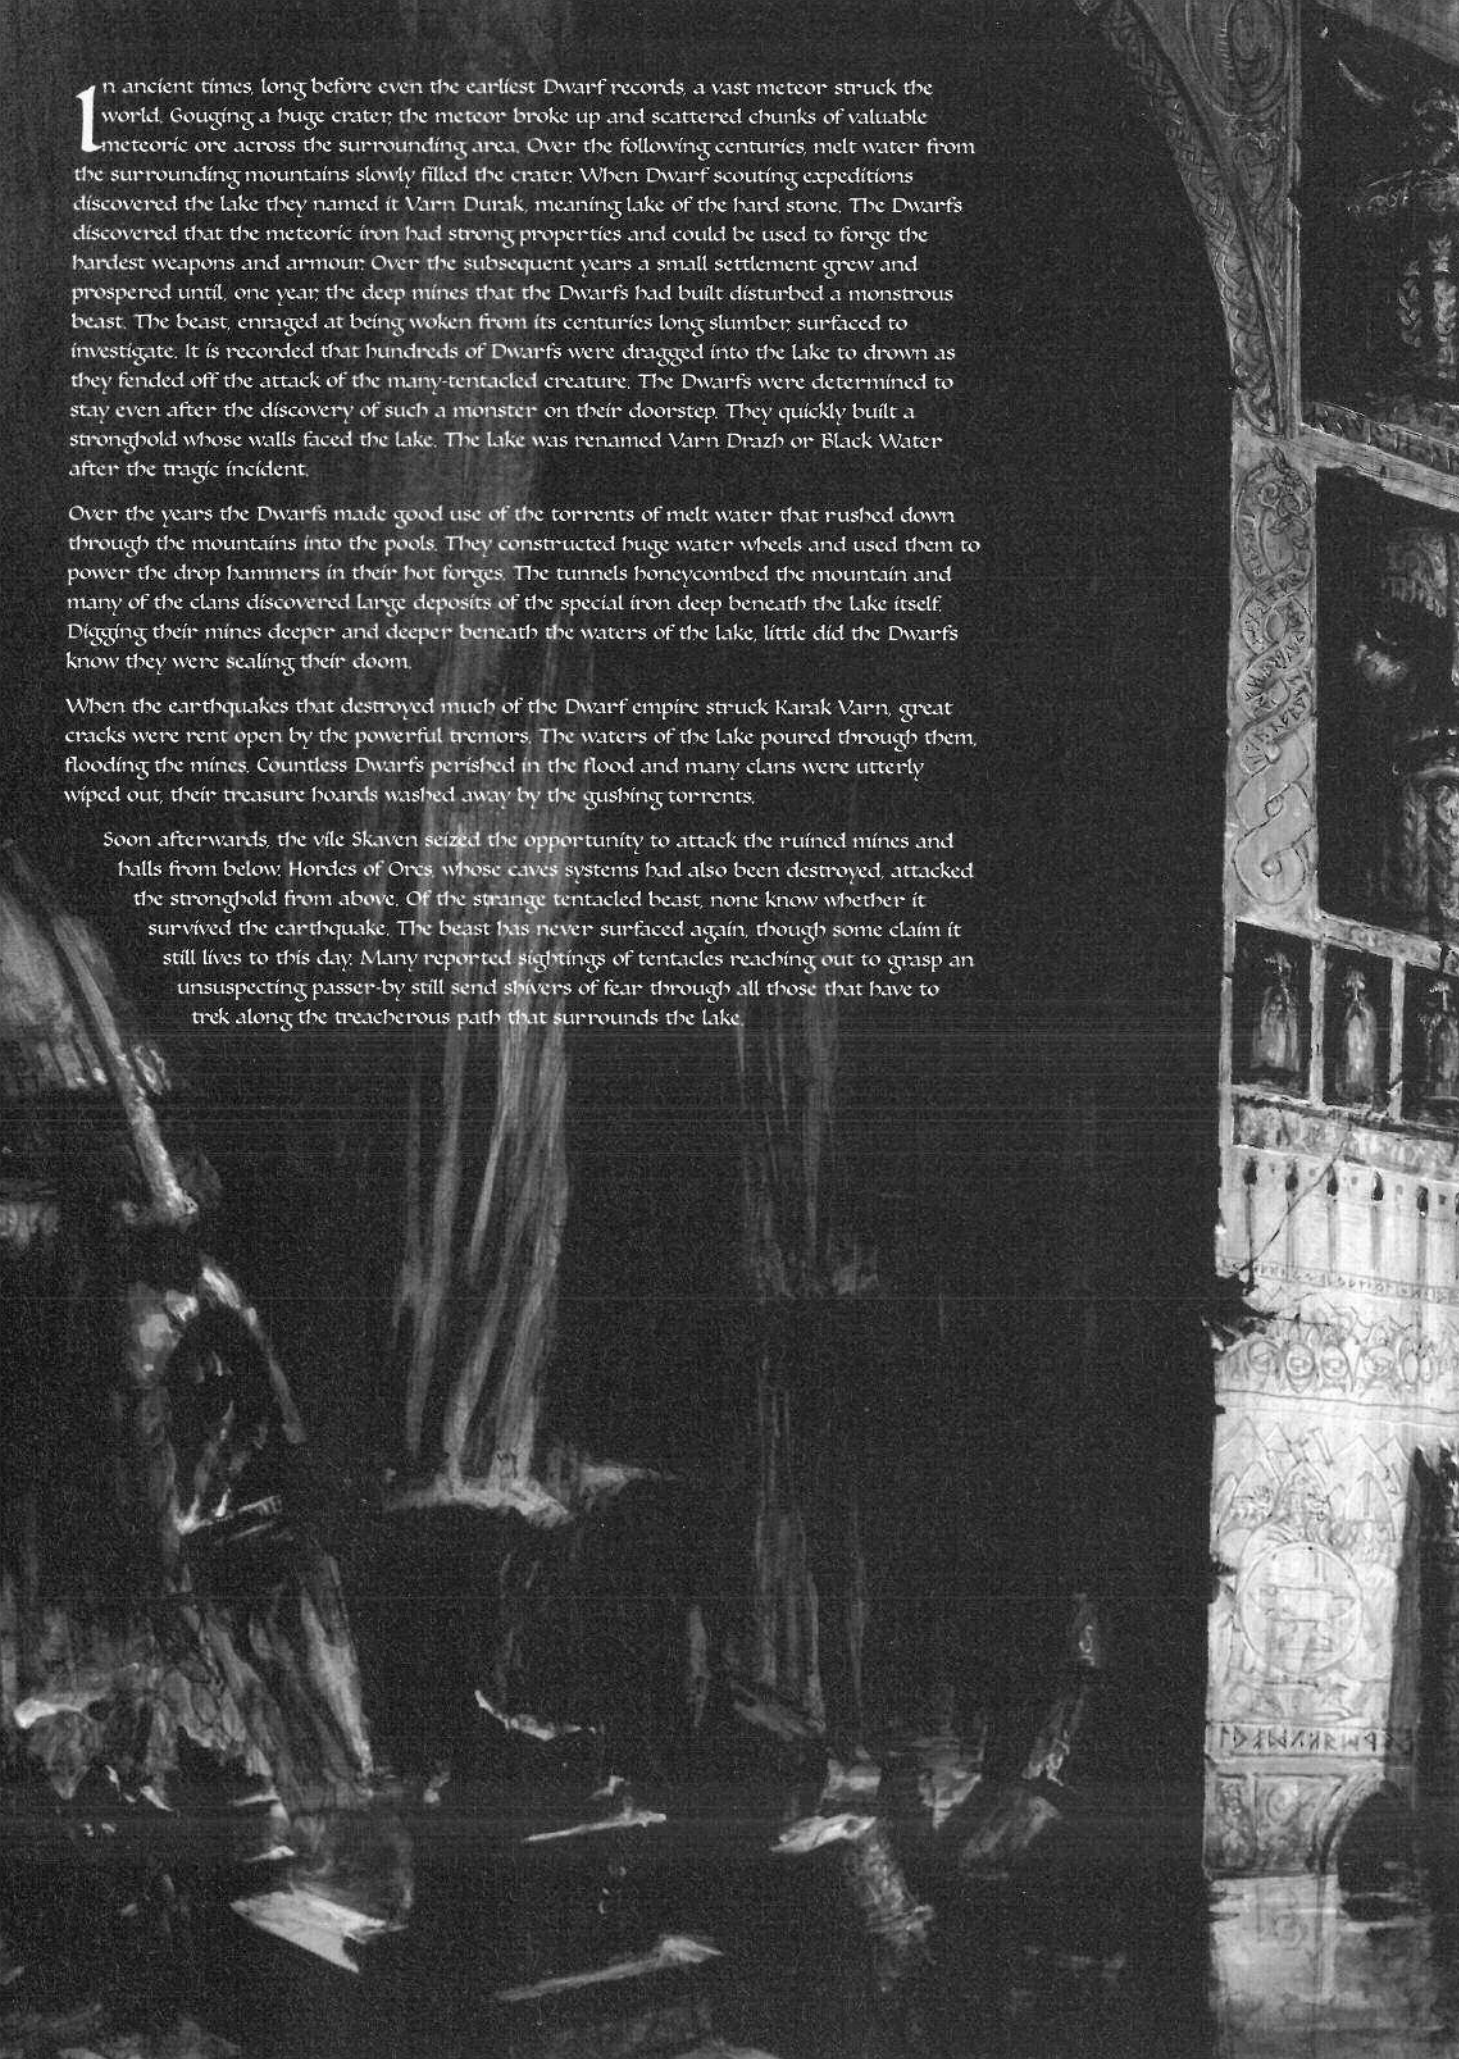 In ancient times, long before even the earliest Dwarf records, a vast meteor struck the
world. Gouging a huge crater, the meteor broke up and scattered chunks of valuable
meteoric ore across the surrounding area. Over the following centuries, melt water from
the surrounding mountains slowly filled the crater. When Dwarf scouting expeditions
discovered the lake they named it Varn Durak, meaning lake of the hard stone. The Dwarfs
discovered that the meteoric iron had strong properties and could be used to forge the
hardest weapons and armour. Over the subsequent years a small settlement grew and
prospered until, one year, the deep mines that the Dwarfs had built disturbed a monstrous
beast. The beast, enraged at being woken from its centuries long slumber, surfaced to
investigate. It is recorded that hundreds of Dwarfs were dragged into the lake to drown as
they fended off the attack of the many-tentacled creature. The Dwarfs were determined to
stay even after the discovery of such a monster on their doorstep. They quickly built a
stronghold whose walls faced the lake. The lake was renamed Varn Drazh or Black Water
after the tragic incident.
Over the years the Dwarfs made good use of the torrents of melt water that rushed down
through the mountains into the pools. They constructed huge water wheels and used them to
power the drop hammers in their hot forges. The tunnels honeycombed the mountain and
many of the clans discovered large deposits of the special iron deep beneath the lake itself.
Digging their mines deeper and deeper beneath the waters of the lake, little did the Dwarfs
know they were sealing their doom.
When the earthquakes that destroyed much of the Dwarf empire struck Karak Varn, great
cracks were rent open by the powerful tremors. The waters of the lake poured through them,
flooding the mines. Countless Dwarfs perished in the flood and many clans were utterly
wiped out, their treasure hoards washed away by the gushing torrents.
Soon afterwards, the vile Skaven seized the opportunity to attack the ruined mines and
halls from below. Hordes of Orcs, whose caves systems had also been destroyed, attacked
the stronghold from above. Of the strange tentacled beast, none know whether it
survived the earthquake. The beast has never surfaced again, though some claim it
still lives to this day. Many reported sightings of tentacles reaching out to grasp an
unsuspecting passer-by still send shivers of fear through all those that have to
trek along the treacherous path that surrounds the lake.